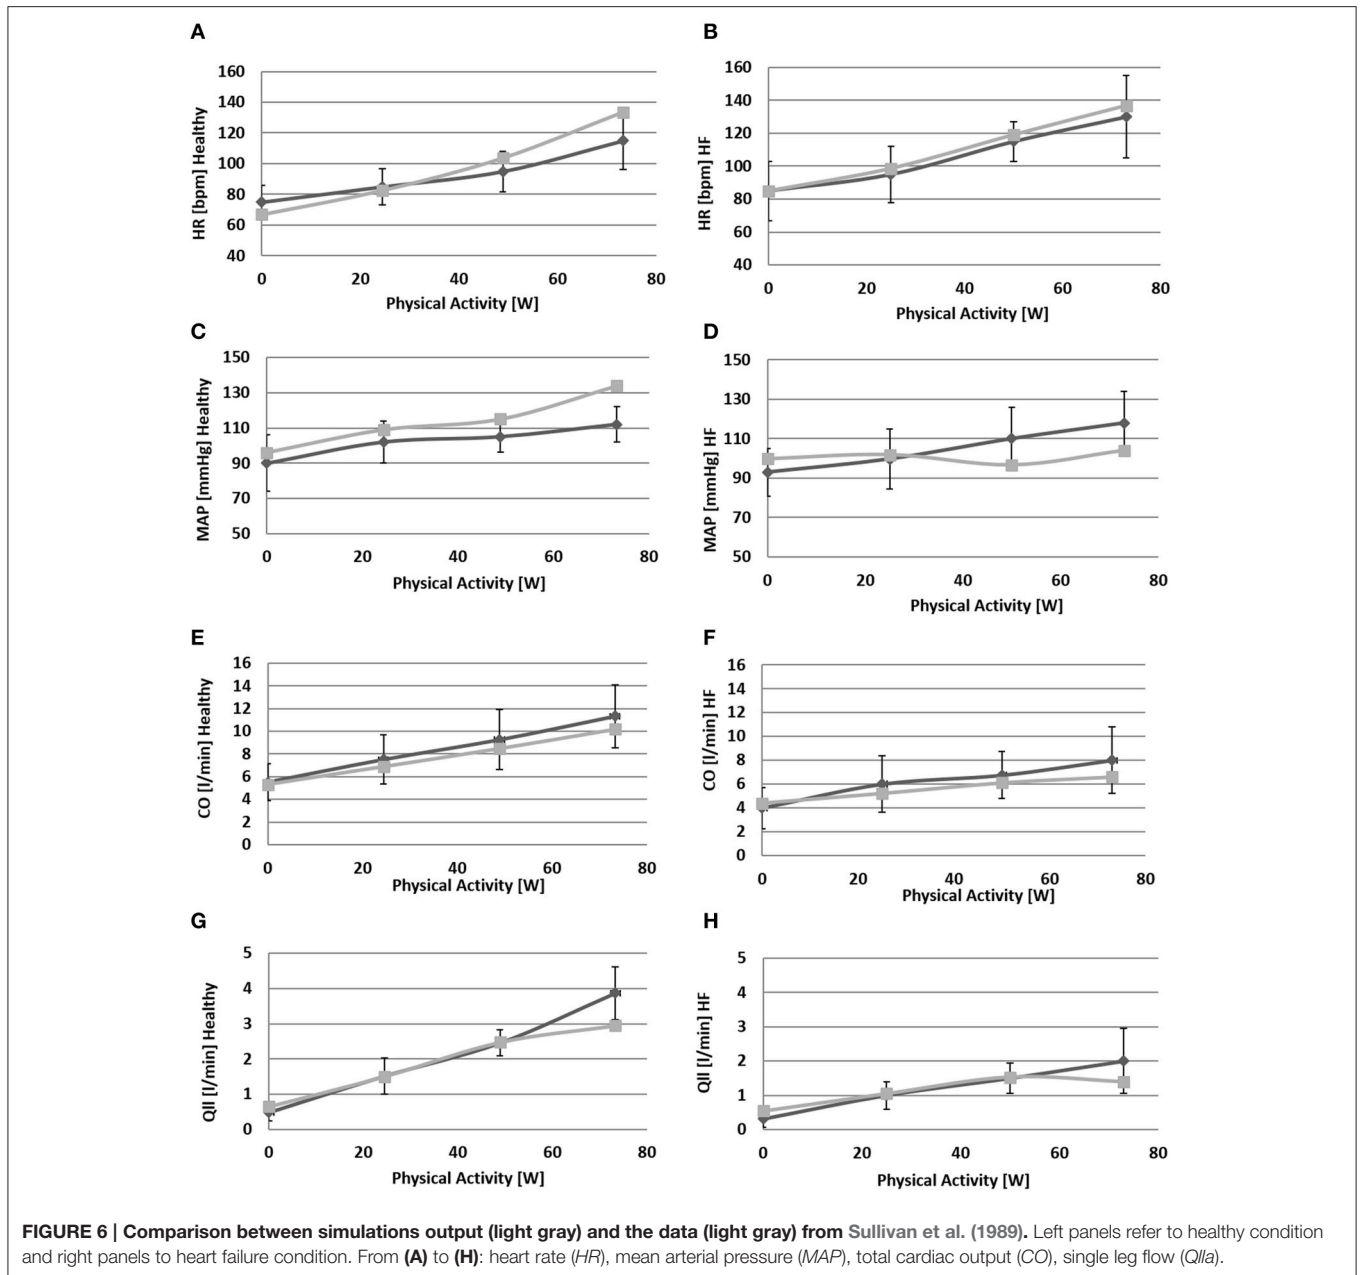 A
160
140
120
100
80
60
40
HR [bpm] Healthy
0 20 40 60 80
Physical Activity [W]
B
160
140
120
100
80
60
40
HR [bpm] HF
0 20 40 60 80
Physical Activity [W]
C
150
130
110
90
70
50
MAP [mmHg] Healthy
0 20 40 60 80
Physical Activity [W]
D
150
130
110
90
70
50
MAP [mmHg] HF
0 20 40 60 80
Physical Activity [W]
E
16
14
12
10
8
6
4
2
0
CO [l/min] Healthy
0 20 40 60 80
Physical Activity [W]
F
16
14
12
10
8
6
4
2
0
CO [l/min] HF
0 20 40 60 80
Physical Activity [W]
G
5
4
3
2
1
0
Qll [l/min] Healthy
0 20 40 60 80
Physical Activity [W]
H
5
4
3
2
1
0
Qll [l/min] HF
0 20 40 60 80
Physical Activity [W]
FIGURE 6 | Comparison between simulations output (light gray) and the data (light gray) from Sullivan et al. (1989). Left panels refer to healthy condition
and right panels to heart failure condition. From (A) to (H): heart rate (HR), mean arterial pressure (MAP), total cardiac output (CO), single leg flow (Qlla).